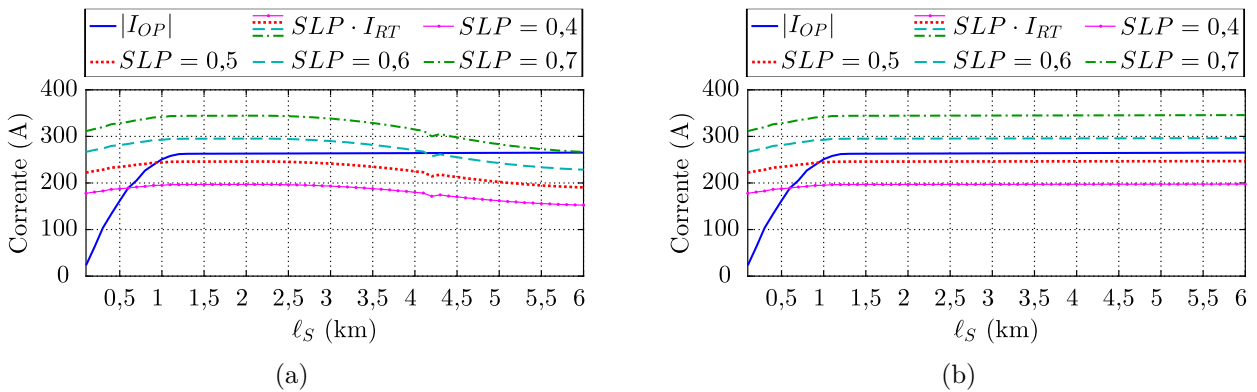 |I_OP| SLP · I_RT SLP = 0,4
SLP = 0,5 SLP = 0,6 SLP = 0,7
400
300
200
100
0
Corrente (A)
0,5 1 1,5 2 2,5 3 3,5 4 4,5 5 5,5 6
ℓ_S (km)
(a)
|I_OP| SLP · I_RT SLP = 0,4
SLP = 0,5 SLP = 0,6 SLP = 0,7
400
300
200
100
0
Corrente (A)
0,5 1 1,5 2 2,5 3 3,5 4 4,5 5 5,5 6
ℓ_S (km)
(b)